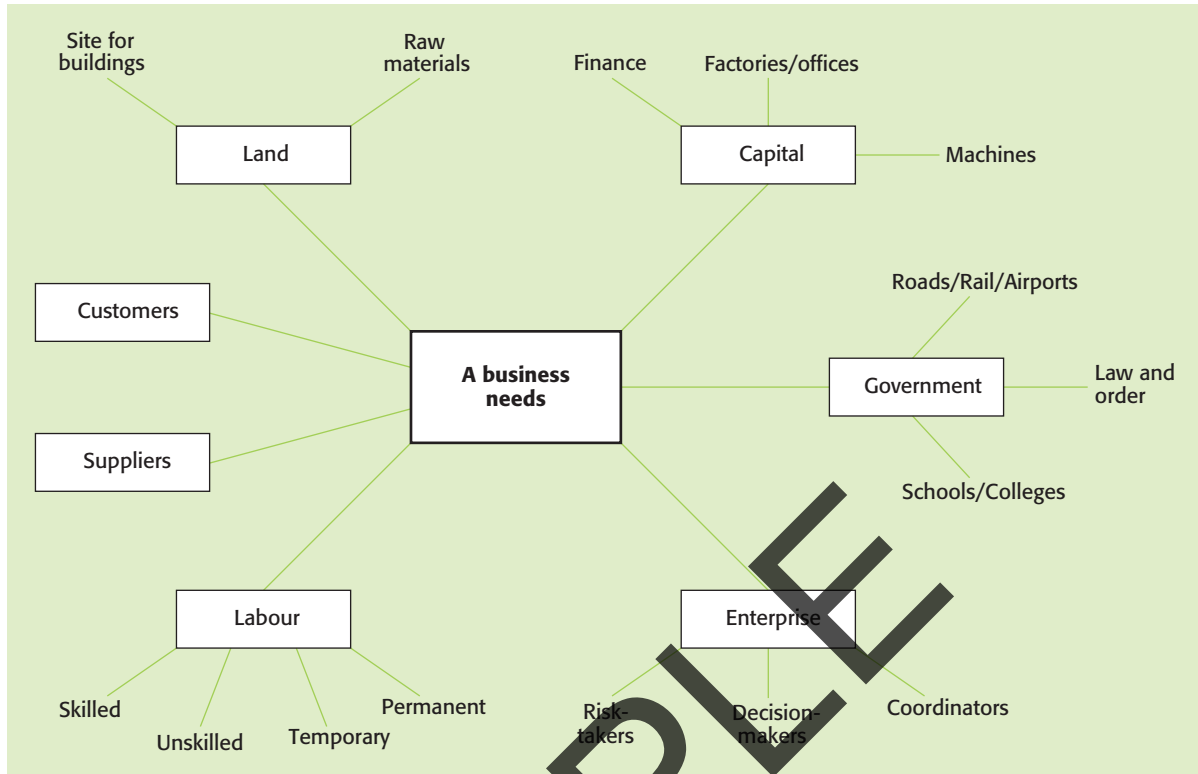 Site for
buildings
Raw
materials
Finance
Factories/offices
Land
Capital
Machines
Roads/Rail/Airports
Customers
A business
needs
Government
Law and
order
Suppliers
Schools/Colleges
Labour
Enterprise
Skilled
Unskilled
Temporary
Permanent
Risk-
takers
Decision-
makers
Coordinators
PLE